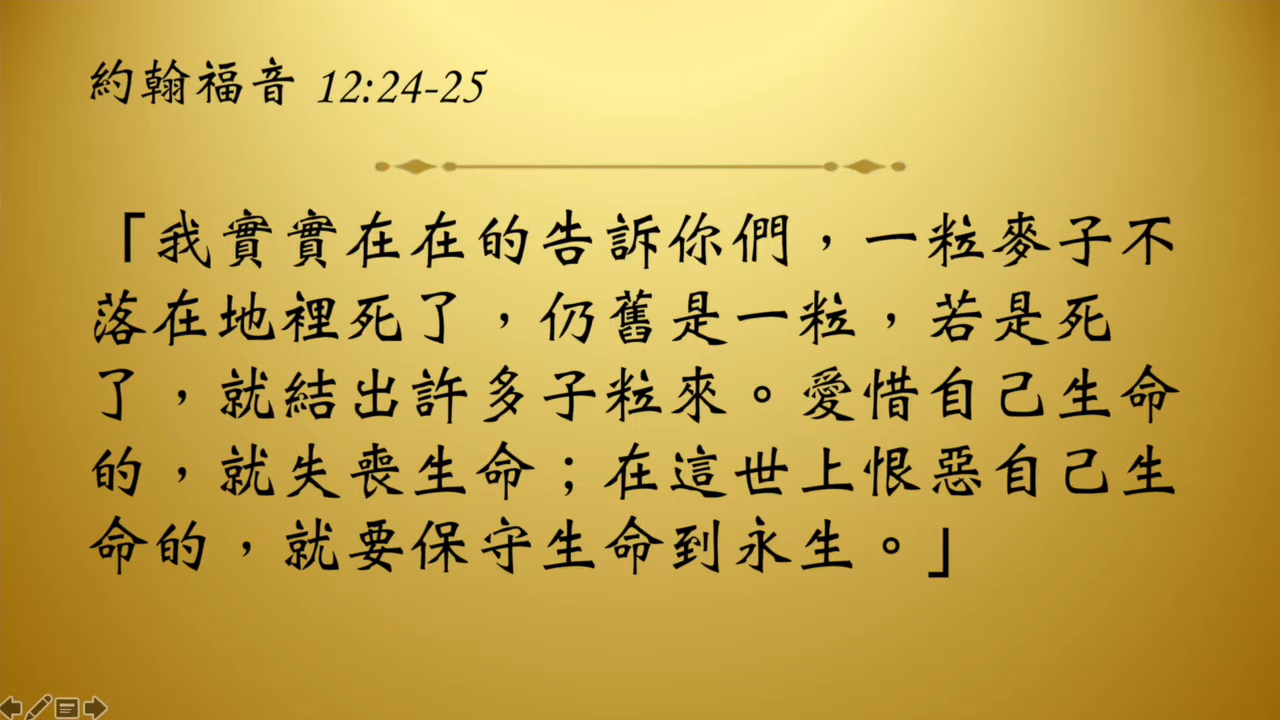 約翰福音 12:24-25
「我實實在在的告訴你們，一粒麥子不
落在地裡死了，仍舊是一粒，若是死
了，就結出許多子粒來。愛惜自己生命
的，就失喪生命；在這世上恨惡自己生
命的，就要保守生命到永生。」